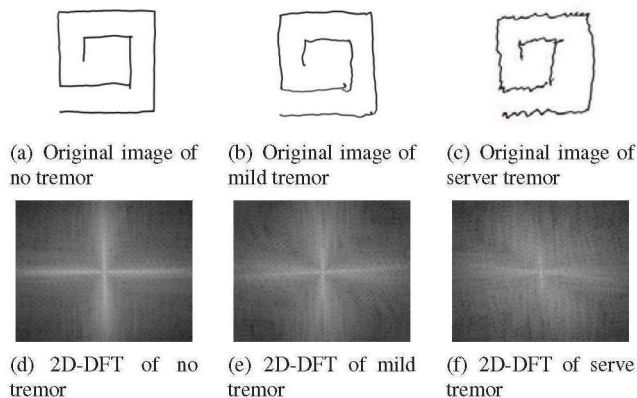 (a) Original image of
no tremor
(b) Original image of
mild tremor
(c) Original image of
server tremor
(d) 2D-DFT of no
tremor
(e) 2D-DFT of mild
tremor
(f) 2D-DFT of serve
tremor